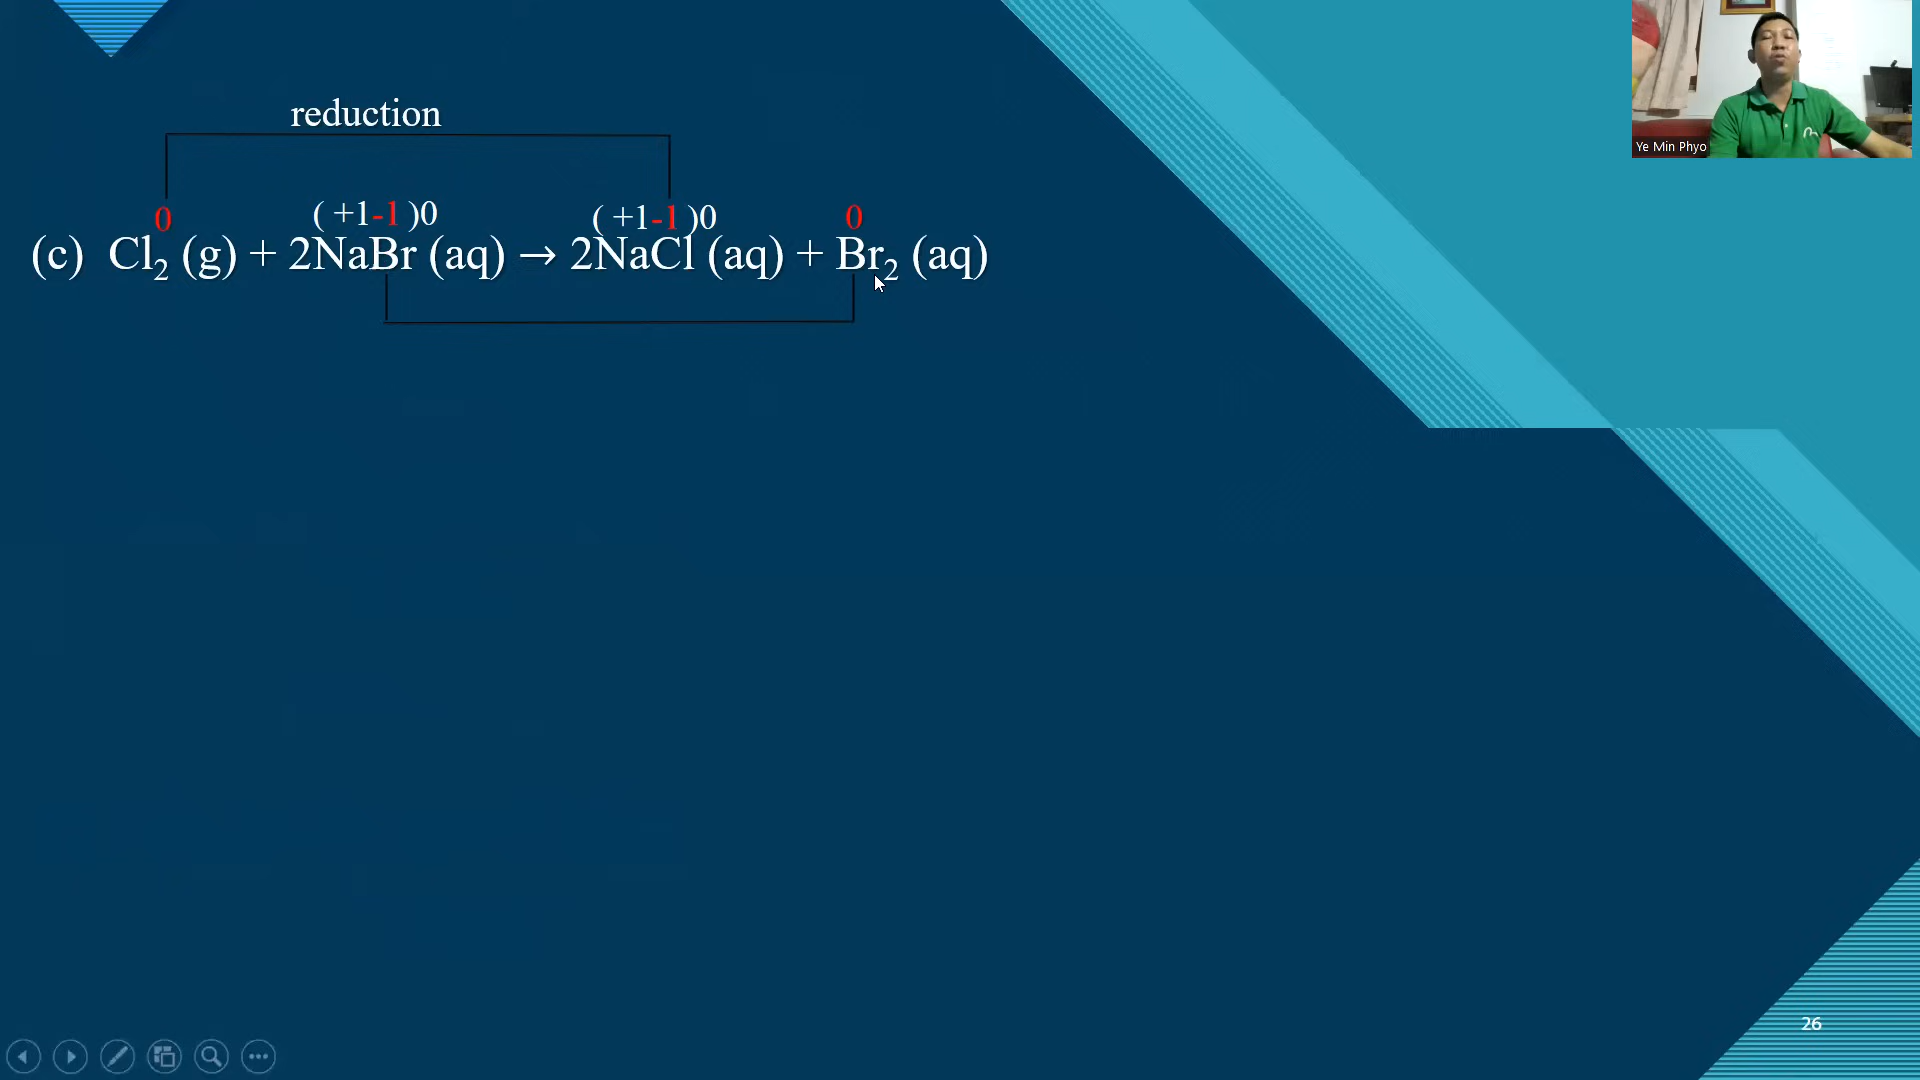 reduction
0 ( +1-1 )0 ( +1-1 )0 0
(c) Cl₂ (g) + 2NaBr (aq) → 2NaCl (aq) + Br₂ (aq)
Ye Min Phyo
26